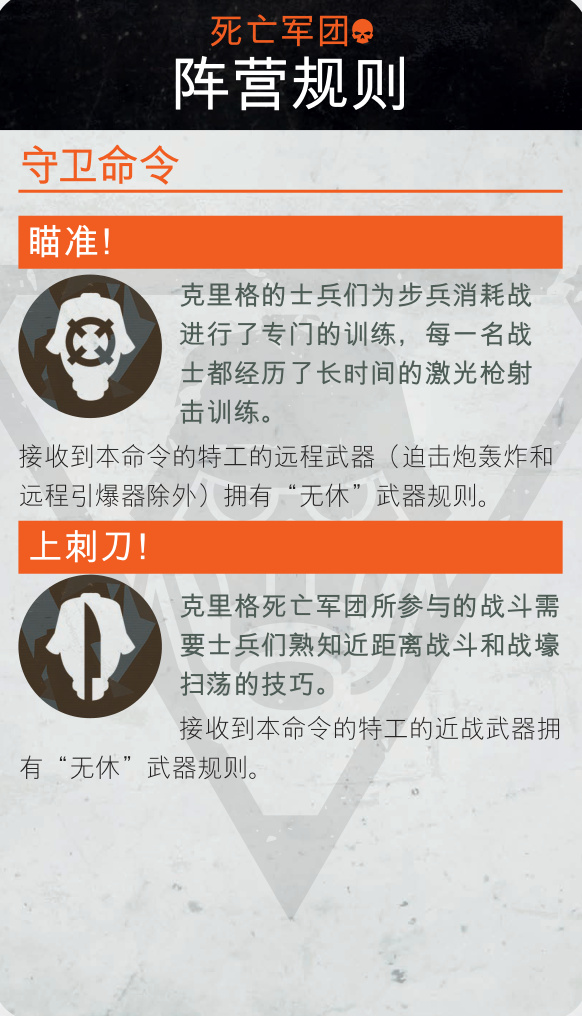 死亡军团
阵营规则
守卫命令
瞄准！
克里格的士兵们为步兵消耗战
进行了专门的训练，每一名战
士都经历了长时间的激光枪射
击训练。
接收到本命令的特工的远程武器（迫击炮轰炸和
远程引爆器除外）拥有“无休”武器规则。
上刺刀！
克里格死亡军团所参与的战斗需
要士兵们熟知近距离战斗和战壕
扫荡的技巧。
接收到本命令的特工的近战武器拥
有“无休”武器规则。